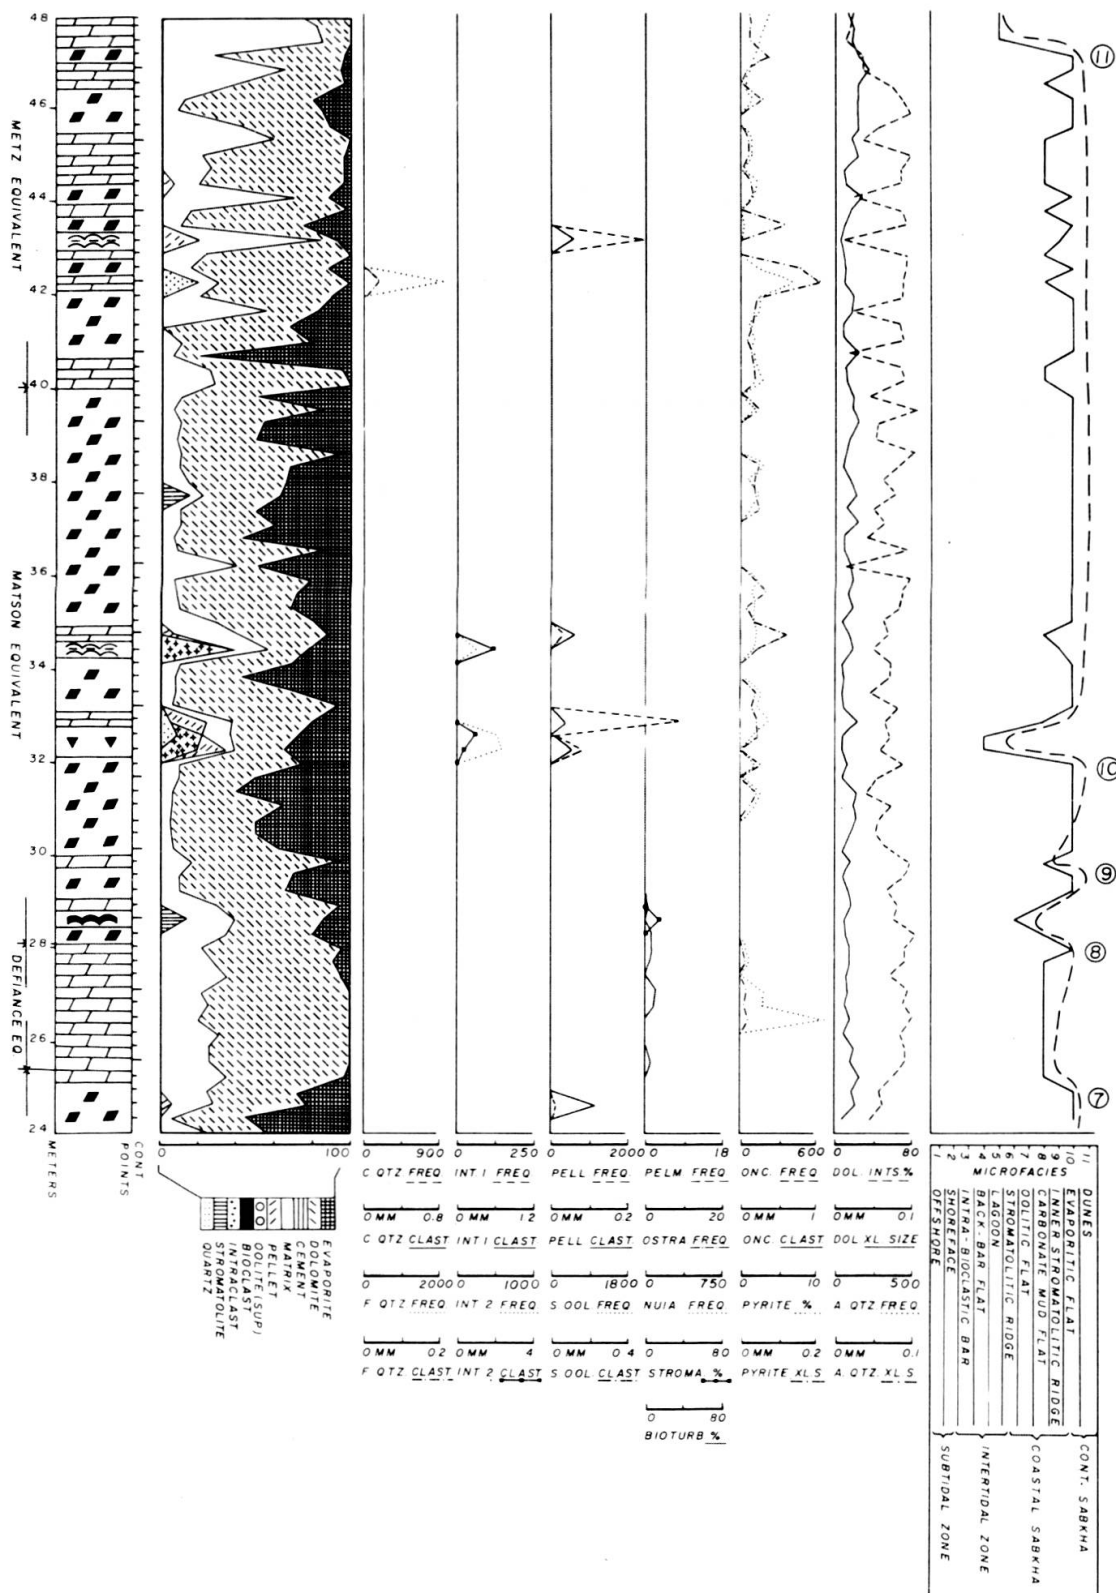 48
46
44
42
40
38
36
34
32
30
28
26
24
METZ EQUIVALENT
MATSON EQUIVALENT
DEFIANCE EQ
METERS
CONT. POINTS
11
10
9
8
7
0 100
EVAPORITE
DOLOMITE
CEMENT
MATRIX
PELLET
OOLITE (SUP)
BIOCLAST
INTRACLAST
STROMATOLITE
QUARTZ
0 900
C QTZ FREQ
0 MM 0.8
C QTZ CLAST
0 2000
F QTZ FREQ
0 MM 0.2
F QTZ CLAST
0 250
INT 1 FREQ
0 MM 12
INT 1 CLAST
0 1000
INT 2 FREQ
0 MM 4
INT 2 CLAST
0 2000
PELL FREQ.
0 MM 0.2
PELL CLAST
0 1800
S OOL FREQ
0 MM 0.4
S OOL. CLAST
0 18
PELM. FREQ
0 20
OSTRA FREQ
0 750
NUIA FREQ
0 80
STROMA %
0 80
BIOTURB %
0 600
ONC. FREQ
0 MM 1
ONC. CLAST
0 10
PYRITE %
0 MM 0.2
PYRITE XLS
0 80
DOL. INTS %
0 MM 0.1
DOL XL SIZE
0 500
A. QTZ FREQ
0 MM 0.1
A. QTZ. XLS
MICROFACIES
11 DUNES
10 EVAPORITIC FLAT
9 INNER STROMATOLITIC RIDGE
8 CARBONATE MUD FLAT
7 OOLITIC FLAT
6 STROMATOLITIC RIDGE
5 LAGOON
4 BACK-BAR FLAT
3 INTRA-BIOCLASTIC BAR
2 SHOREFACE
1 OFFSHORE
CONT. SABKHA
COASTAL SABKHA
INTERTIDAL ZONE
SUBTIDAL ZONE